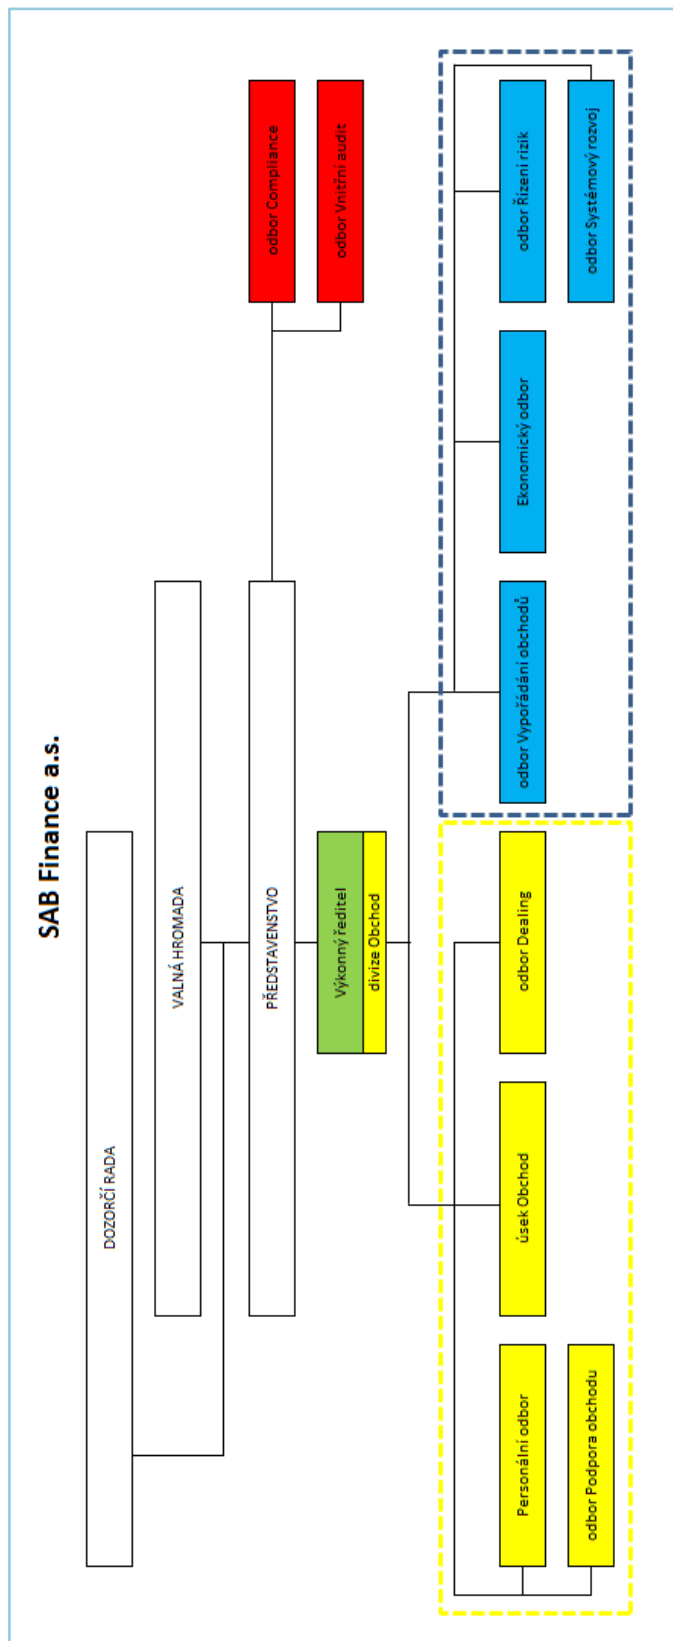 SAB Finance a.s.
DOZORČÍ RADA
VALNÁ HROMADA
PŘEDSTAVENSTVO
odbor Compliance
odbor Vnitřní audit
Výkonný ředitel
divize Obchod
Personální odbor
úsek Obchod
odbor Dealing
odbor Vypořádání obchodů
Ekonomický odbor
odbor Řízení rizik
odbor Podpora obchodu
odbor Systémový rozvoj